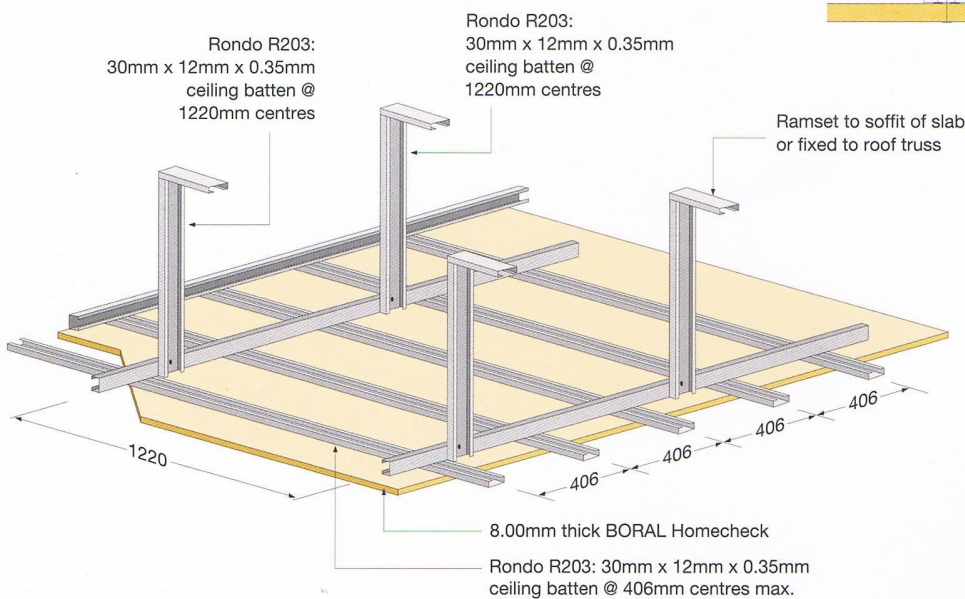 Rondo R203:
30mm x 12mm x 0.35mm
ceiling batten @
1220mm centres
Rondo R203:
30mm x 12mm x 0.35mm
ceiling batten @
1220mm centres
Ramset to soffit of slab
or fixed to roof truss
1220
406
406
406
406
8.00mm thick BORAL Homecheck
Rondo R203: 30mm x 12mm x 0.35mm
ceiling batten @ 406mm centres max.